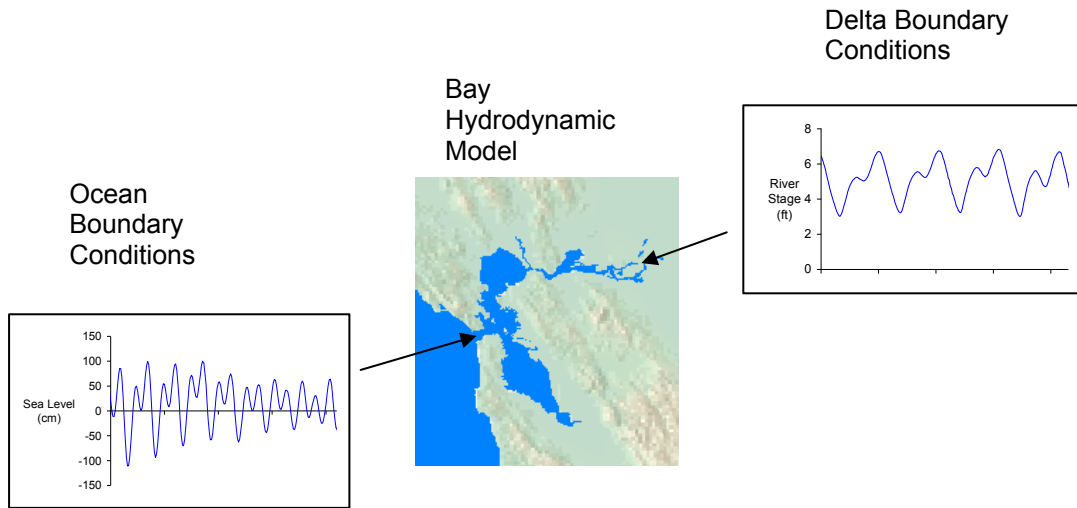 Delta Boundary
Conditions
Bay
Hydrodynamic
Model
Ocean
Boundary
Conditions
8
6
4
2
0
River
Stage
(ft)
150
100
50
0
-50
-100
-150
Sea Level
(cm)